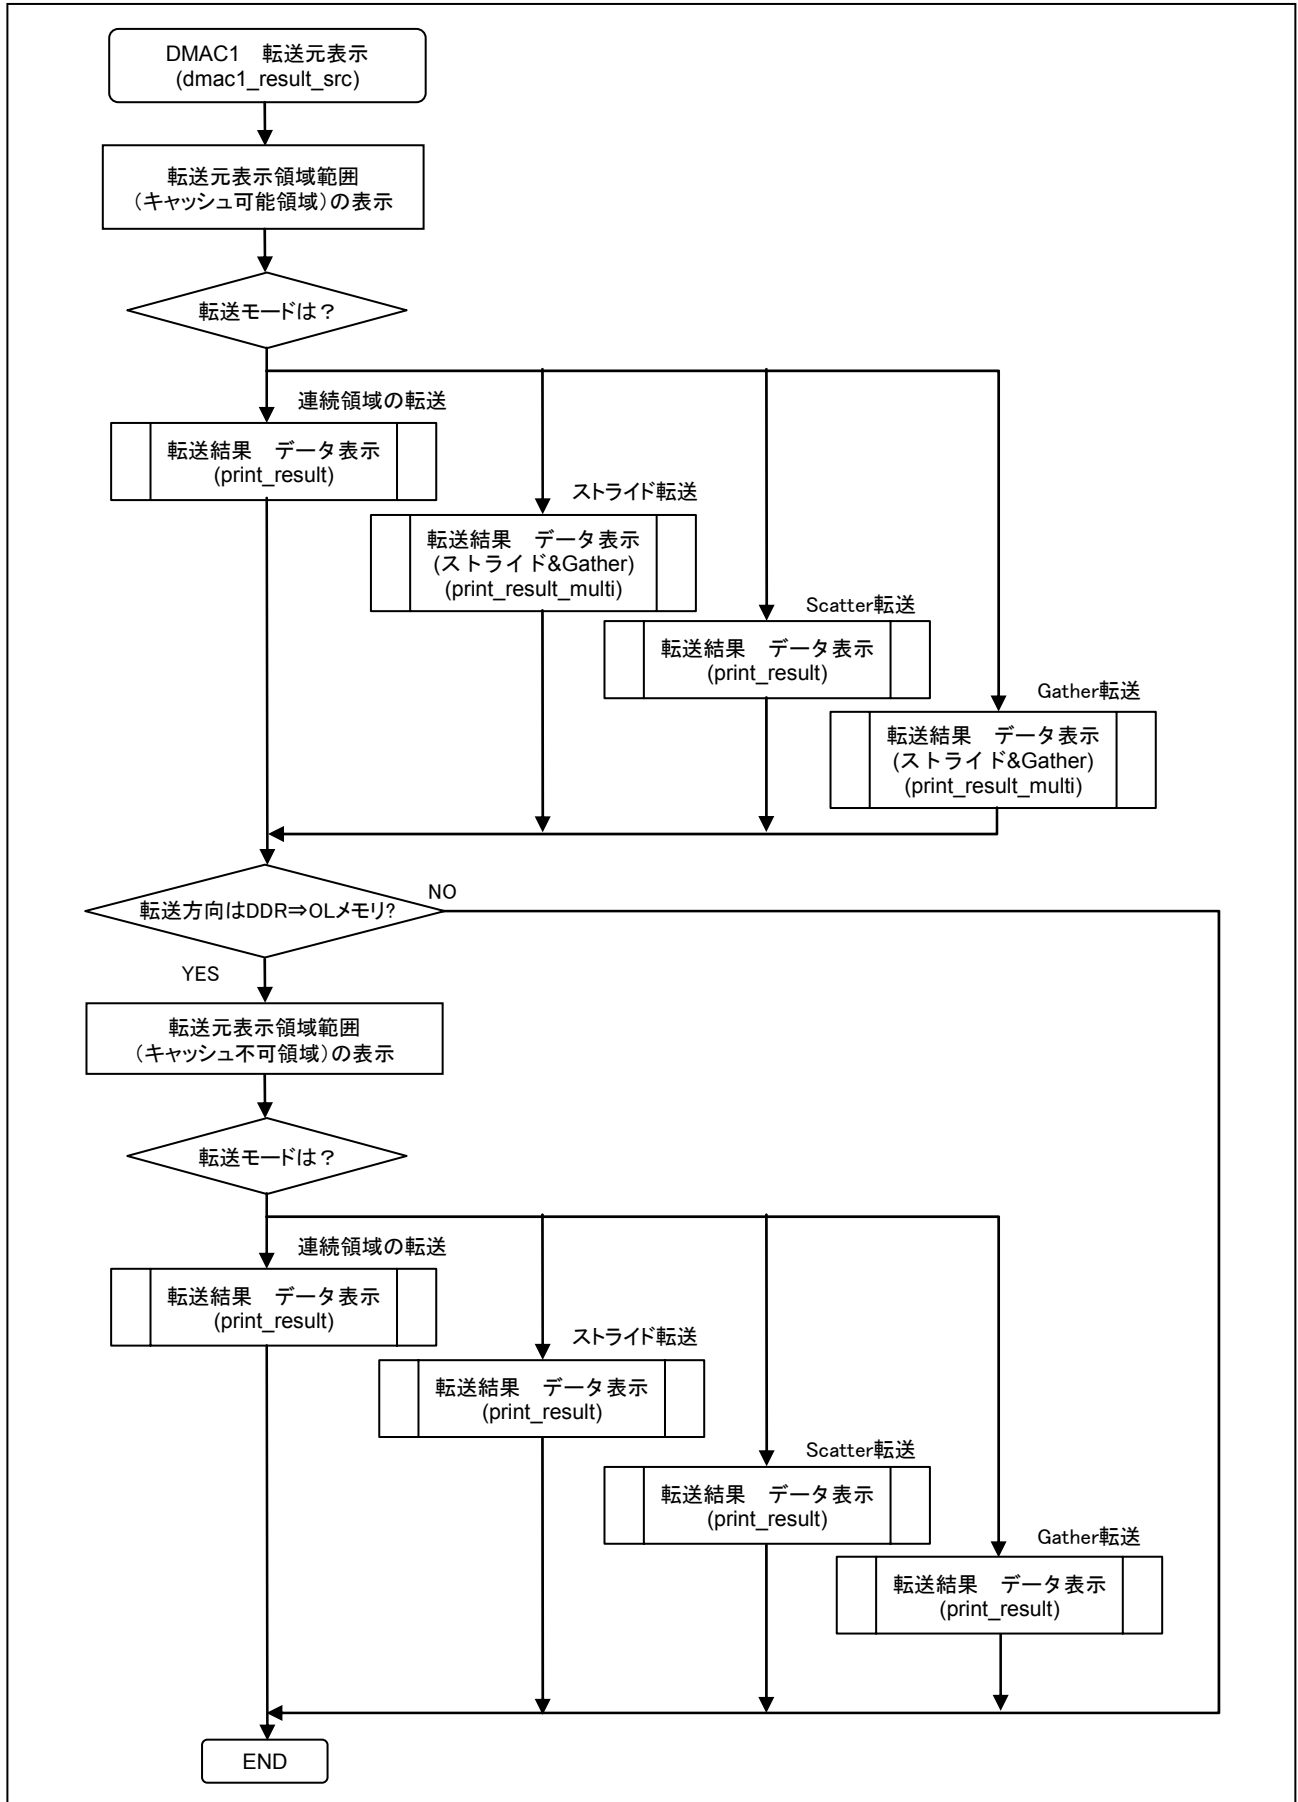 DMAC1　転送元表示
(dmac1_result_src)
転送元表示領域範囲
（キャッシュ可能領域）の表示
転送モードは？
連続領域の転送
転送結果　データ表示
(print_result)
ストライド転送
転送結果　データ表示
(ストライド&Gather)
(print_result_multi)
Scatter転送
転送結果　データ表示
(print_result)
Gather転送
転送結果　データ表示
(ストライド&Gather)
(print_result_multi)
転送方向はDDR⇒OLメモリ?
NO
YES
転送元表示領域範囲
（キャッシュ不可領域）の表示
転送モードは？
連続領域の転送
転送結果　データ表示
(print_result)
ストライド転送
転送結果　データ表示
(print_result)
Scatter転送
転送結果　データ表示
(print_result)
Gather転送
転送結果　データ表示
(print_result)
END